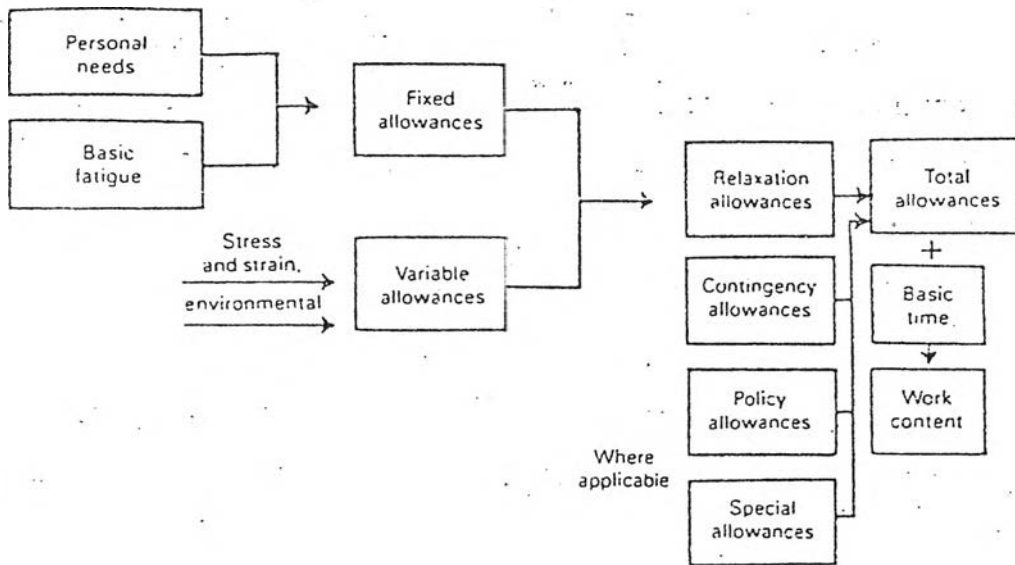 Personal
needs
Basic
fatigue
Fixed
allowances
Stress
and strain,
environmental
Variable
allowances
Relaxation
allowances
Total
allowances
+
Contingency
allowances
Basic
time
Policy
allowances
Work
content
Where
applicable
Special
allowances